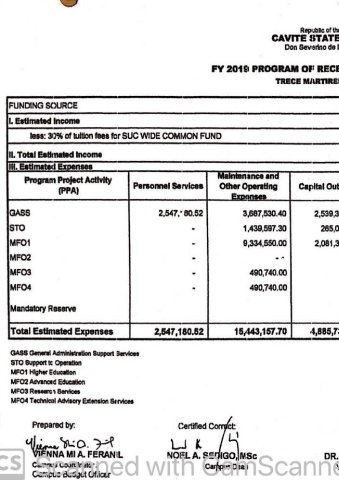 Republic of the
CAVITE STATE
Don Severino de
FY 2019 PROGRAM OF RECE
TRECE MARTIRE
FUNDING SOURCE
I. Estimated Income
less: 30% of tuition fees for SUC WIDE COMMON FUND
II. Total Estimated Income
III. Estimated Expenses
Program Project Activity (PPA) Personnel Services Maintenance and Other Operating Expenses Capital Out
GASS 2,547,180.52 3,687,530.40 2,539,3
STO - 1,439,597.30 265,0
MFO1 - 9,334,550.00 2,081,3
MFO2 - - -
MFO3 - 490,740.00
MFO4 - 490,740.00
Mandatory Reserve
Total Estimated Expenses 2,547,180.52 15,443,157.70 4,885,7
GASS General Administration Support Services
STO Support to Operation
MFO1 Higher Education
MFO2 Advanced Education
MFO3 Research Services
MFO4 Technical Advisory Extension Services
Prepared by: Certified Correct:
VIENNA MI A. FERANIL NOEL A. SEDIGO, MSc DR.
Campus Coordinator Campus Dean
Campus Budget Officer
CS Scanned with CamScanne